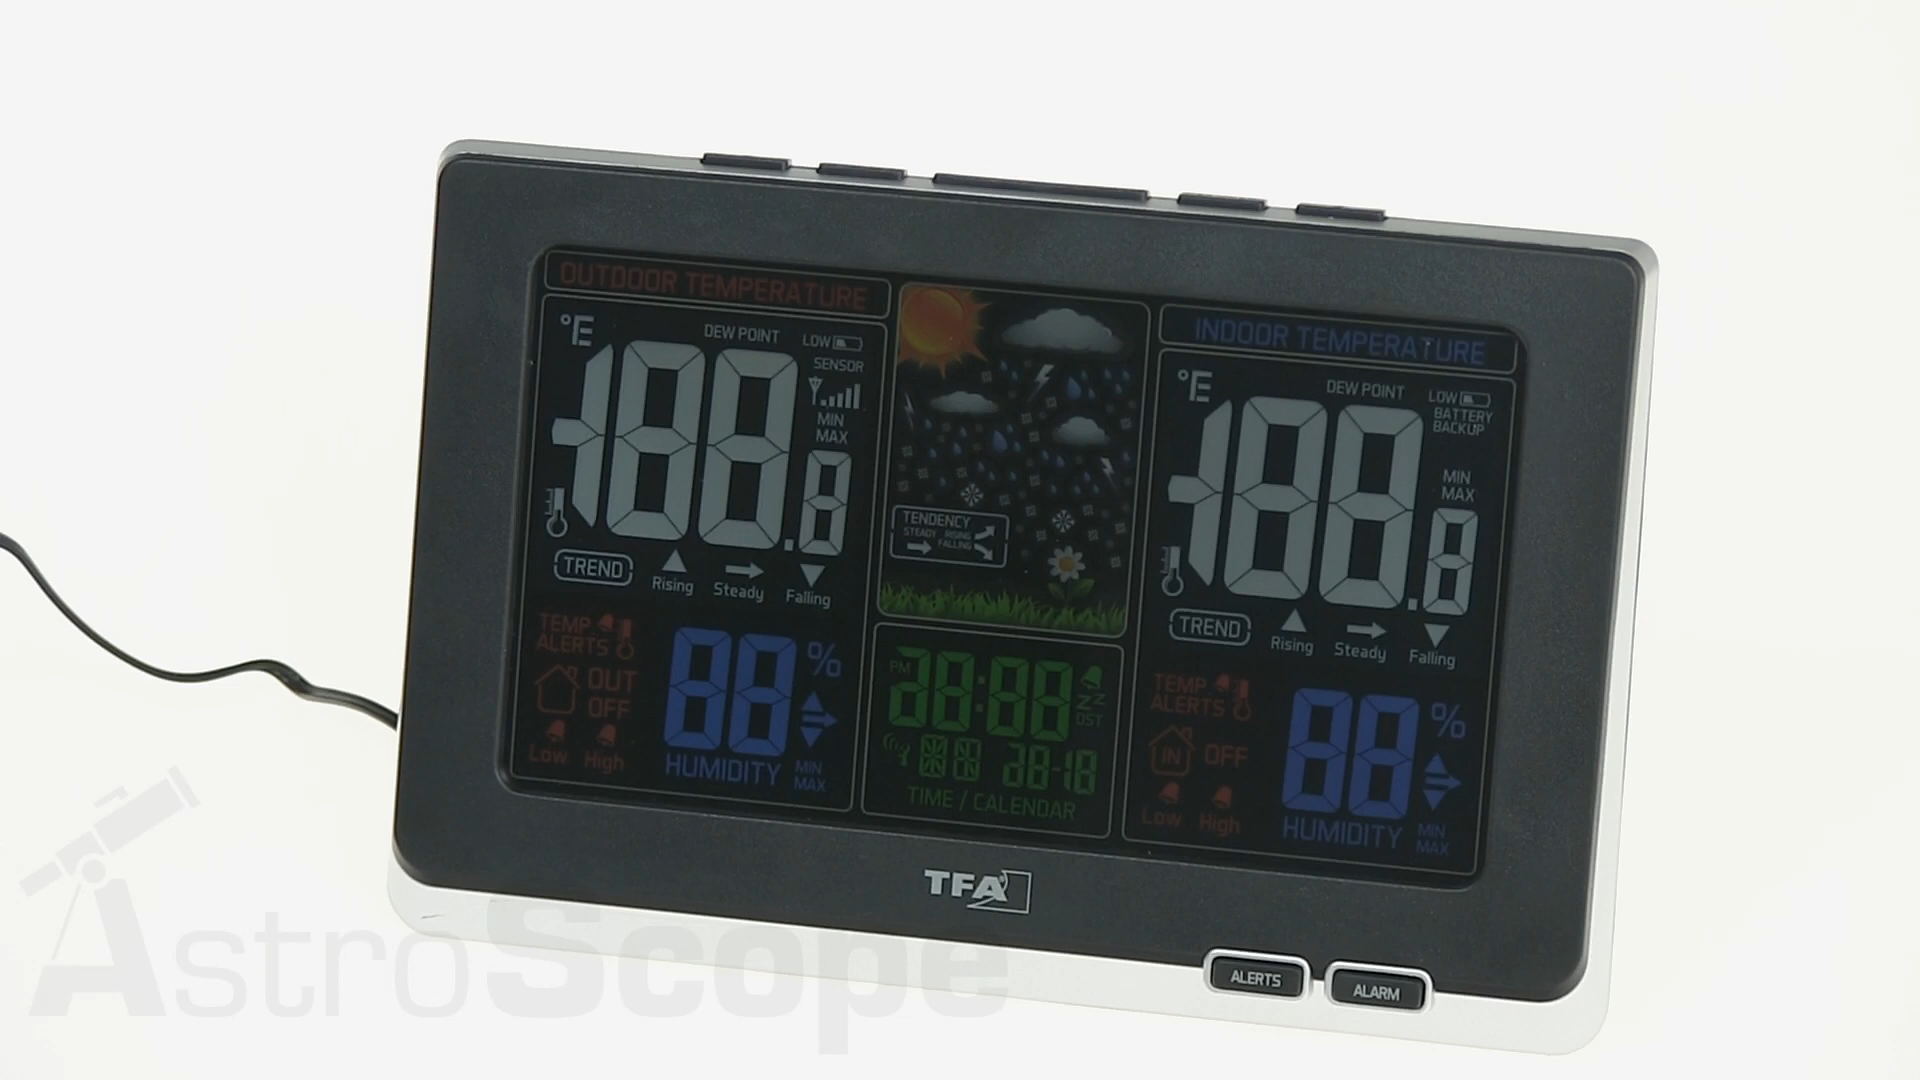 OUTDOOR TEMPERATURE
°E
DEW POINT
LOW
SENSOR
MIN
MAX
188.8
TREND
Rising
Steady
Falling
TEMP
ALERTS
OUT
OFF
Low
High
88 %
HUMIDITY
MIN
MAX
TENDENCY
STEADY
RISING
FALLING
PM
28:88
ZZ
DST
28-18
TIME / CALENDAR
INDOOR TEMPERATURE
°E
DEW POINT
LOW
BATTERY
BACKUP
MIN
MAX
188.8
TREND
Rising
Steady
Falling
TEMP
ALERTS
IN
OFF
Low
High
88 %
HUMIDITY
MIN
MAX
TFA
ALERTS
ALARM
AstroScope